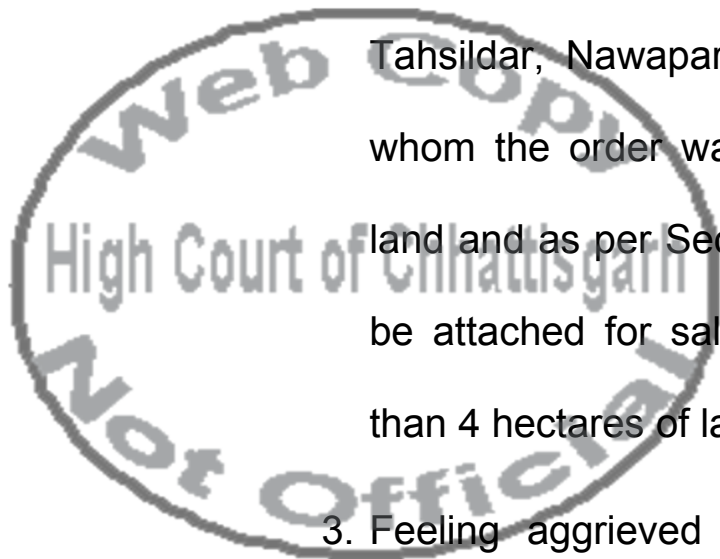 Tahsildar, Nawapar
whom the order wa
land and as per Sec
be attached for sal
than 4 hectares of la
3. Feeling aggrieved
Web Copy
High Court of Chhattisgarh
Not Official